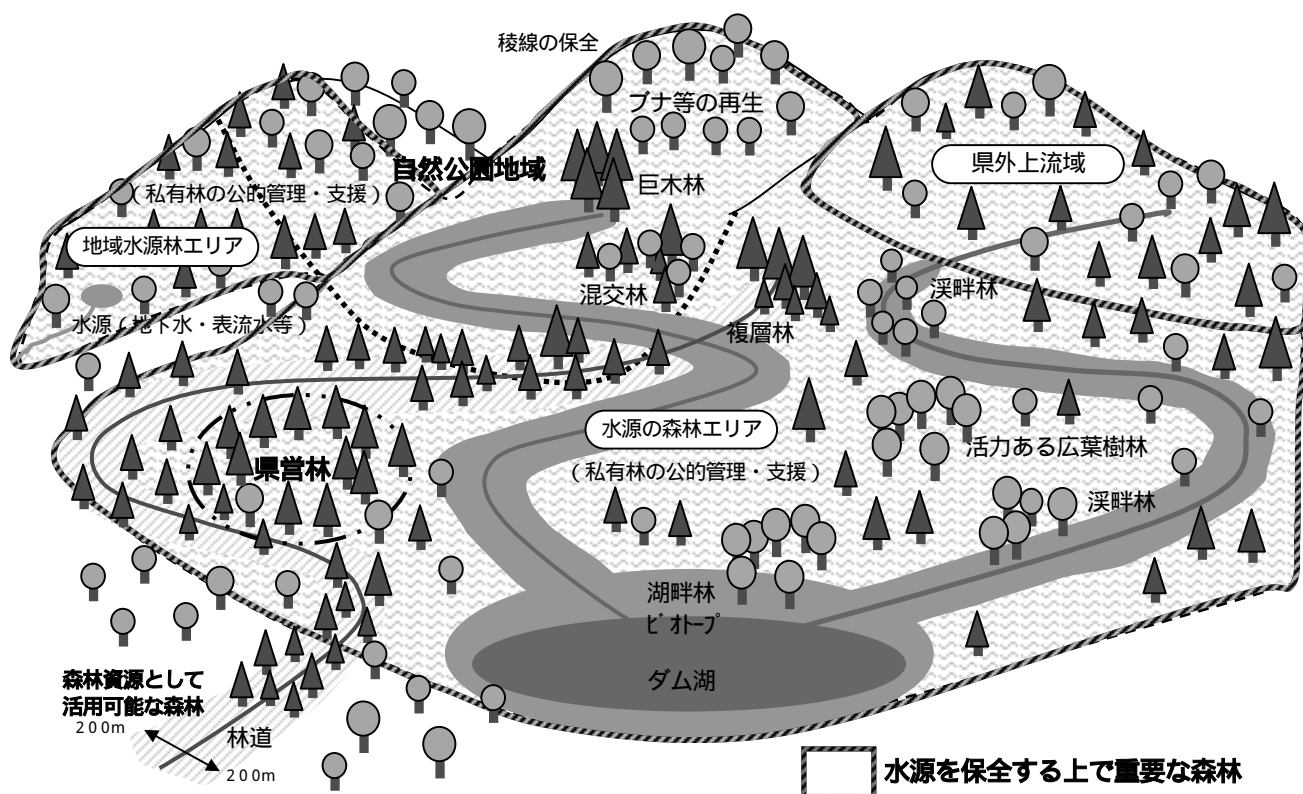 稜線の保全
ブナ等の再生
自然公園地域
県外上流域
（私有林の公的管理・支援）
巨木林
地域水源林エリア
混交林
渓畔林
水源（地下水・表流水等）
複層林
水源の森林エリア
活力ある広葉樹林
県営林
（私有林の公的管理・支援）
渓畔林
湖畔林
ﾋﾞｵﾄｰﾌﾟ
ダム湖
森林資源として
活用可能な森林
200m
林道
200m
水源を保全する上で重要な森林